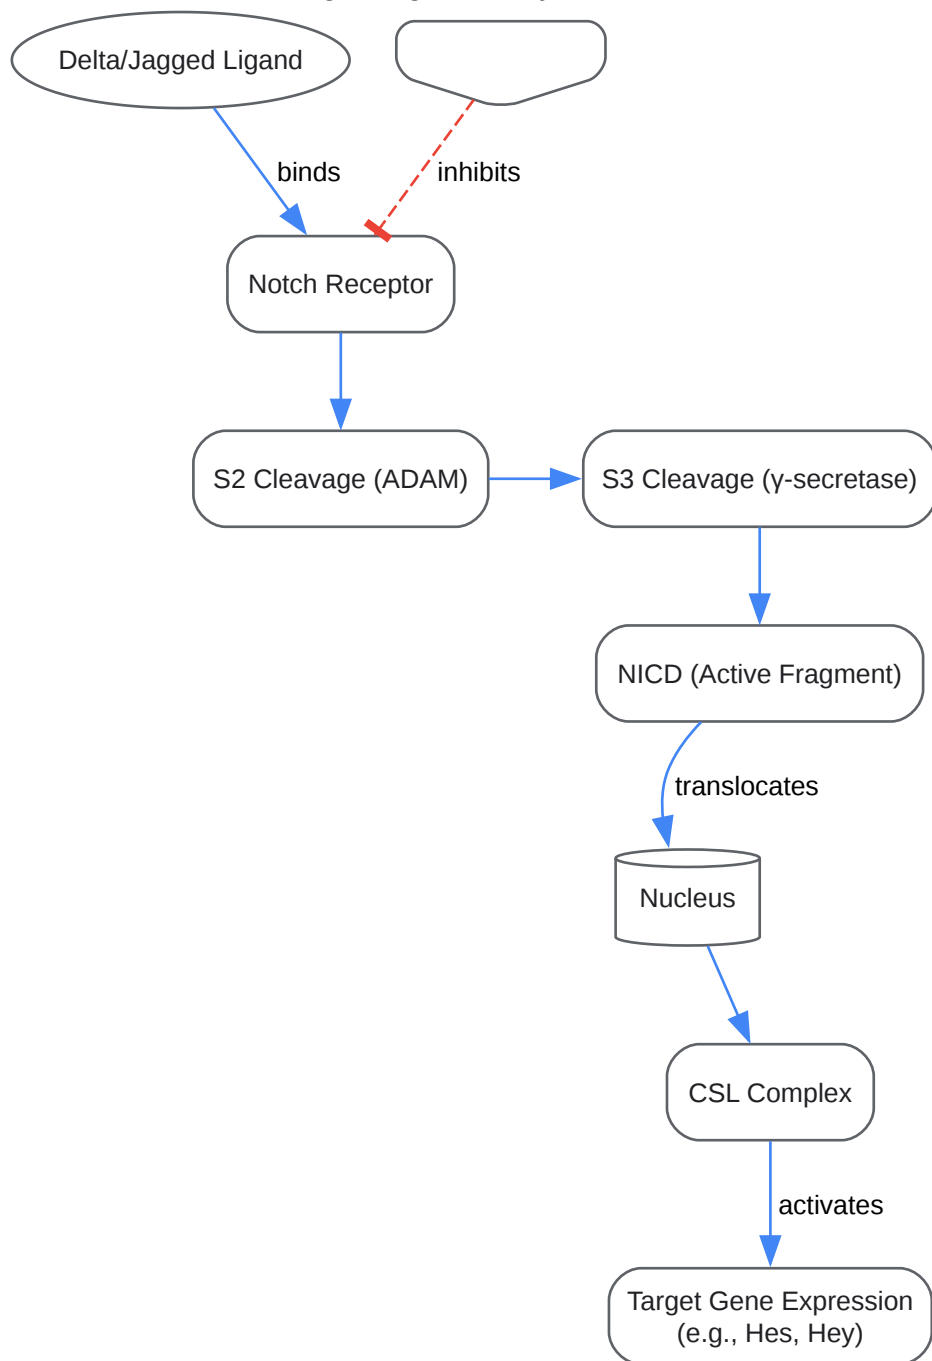 Delta/Jagged Ligand
binds
inhibits
Notch Receptor
S2 Cleavage (ADAM)
S3 Cleavage (γ-secretase)
NICD (Active Fragment)
translocates
Nucleus
CSL Complex
activates
Target Gene Expression
(e.g., Hes, Hey)